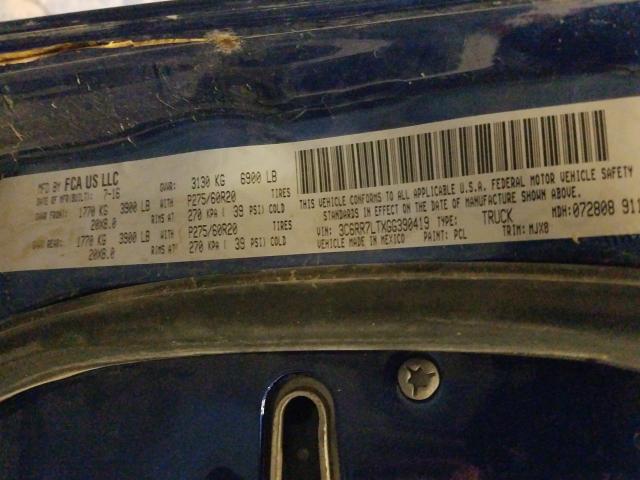 MFD BY FCA US LLC GVWR: 3130 KG 6900 LB
DATE OF MFR(BUILT): 7-16
GAWR FRONT: 1770 KG 3900 LB WITH P275/60R20 TIRES
20X8.0 RIMS AT 270 KPA ( 39 PSI) COLD
GAWR REAR: 1770 KG 3900 LB WITH P275/60R20 TIRES
20X8.0 RIMS AT 270 KPA ( 39 PSI) COLD
THIS VEHICLE CONFORMS TO ALL APPLICABLE U.S.A. FEDERAL MOTOR VEHICLE SAFETY
STANDARDS IN EFFECT ON THE DATE OF MANUFACTURE SHOWN ABOVE.
VIN: 3C6RR7LTXGG390419 TYPE: TRUCK MDH:072808 911
VEHICLE MADE IN MEXICO PAINT: PCL TRIM: MJX8